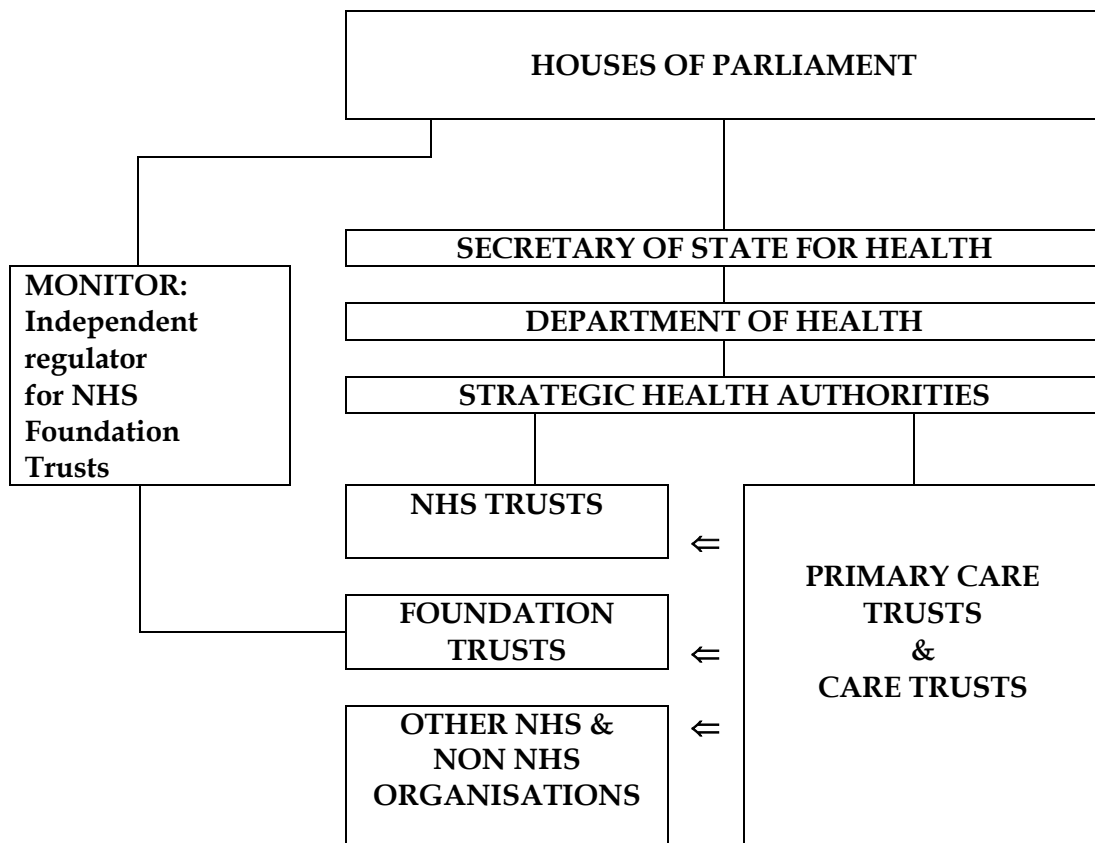 HOUSES OF PARLIAMENT
SECRETARY OF STATE FOR HEALTH
MONITOR:
Independent
regulator
for NHS
Foundation
Trusts
DEPARTMENT OF HEALTH
STRATEGIC HEALTH AUTHORITIES
NHS TRUSTS
⇐
FOUNDATION
TRUSTS
⇐
OTHER NHS &
NON NHS
ORGANISATIONS
⇐
PRIMARY CARE
TRUSTS
&
CARE TRUSTS